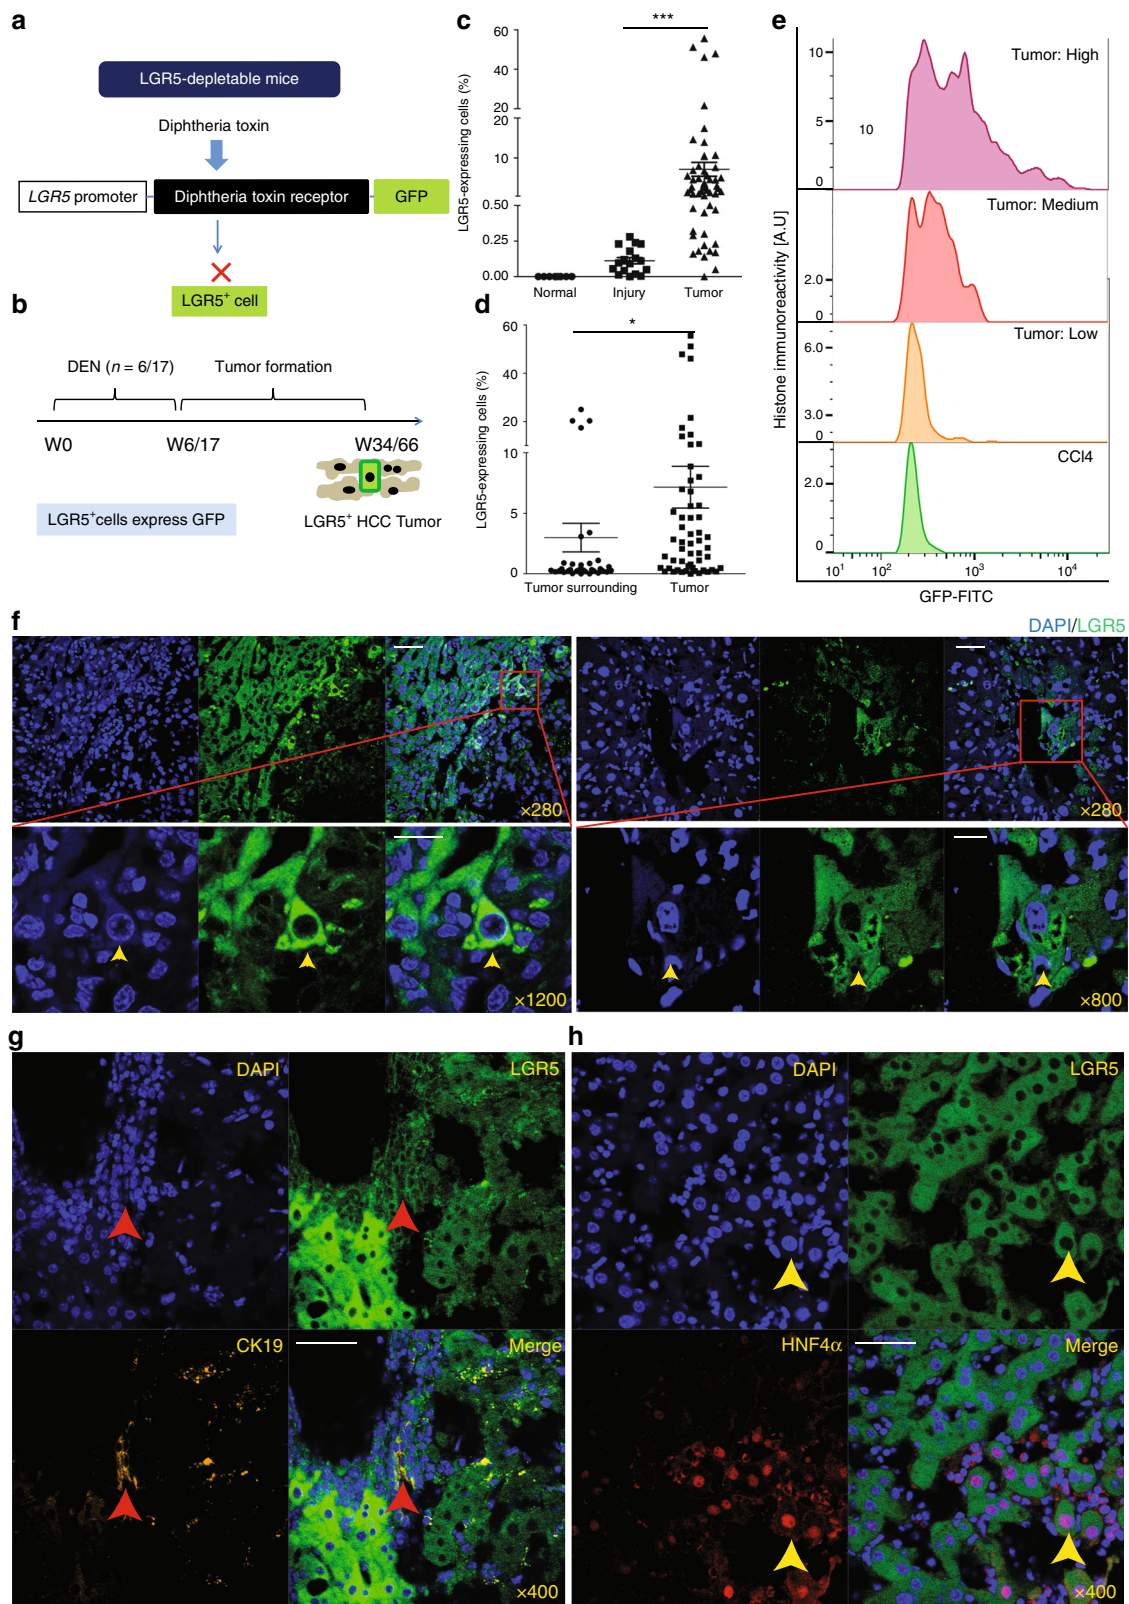 a
LGR5-depletable mice
Diphtheria toxin
LGR5 promoter
Diphtheria toxin receptor
GFP
LGR5⁺ cell
b
DEN (n = 6/17)
Tumor formation
W0
W6/17
W34/66
LGR5⁺cells express GFP
LGR5⁺ HCC Tumor
c
LGR5-expressing cells (%)
***
60
40
20
20
10
0.50
0.25
0.00
Normal
Injury
Tumor
d
LGR5-expressing cells (%)
*
60
40
20
10
5
0
Tumor surrounding
Tumor
e
Histone immunoreactivity [A.U]
Tumor: High
10
5
0
10
Tumor: Medium
2.0
0
Tumor: Low
6.0
3.0
0
CCl4
2.0
0
10¹
10²
10³
10⁴
GFP-FITC
f
DAPI/LGR5
×280
×280
×1200
×800
g
DAPI
LGR5
CK19
Merge
×400
h
DAPI
LGR5
HNF4α
Merge
×400